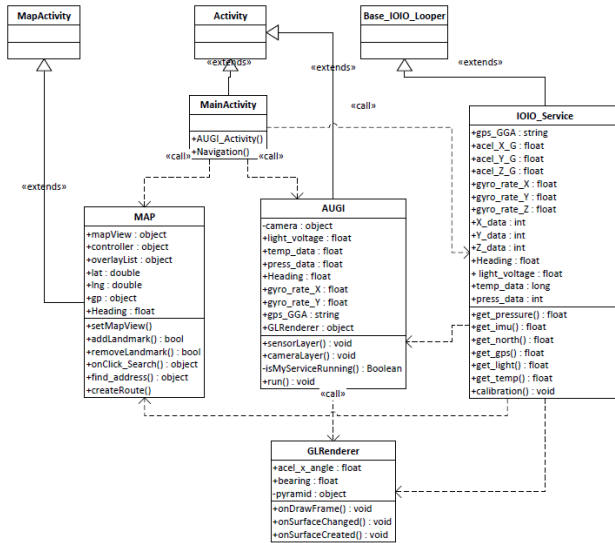 MapActivity
Activity
Base_IOIO_Looper
«extends»
«extends»
«extends»
MainActivity
+AUGI_Activity()
+Navigation()
«call»
«call»
«call»
«extends»
IOIO_Service
+gps_GGA : string
+acel_X_G : float
+acel_Y_G : float
+acel_Z_G : float
+gyro_rate_X : float
+gyro_rate_Y : float
+gyro_rate_Z : float
+X_data : int
+Y_data : int
+Z_data : int
+Heading : float
+ light_voltage : float
+temp_data : long
+press_data : int
+get_pressure() : float
+get_imu() : float
+get_north() : float
+get_gps() : float
+get_light() : float
+get_temp() : float
+calibration() : void
MAP
+mapView : object
+controller : object
+overlayList : object
+lat : double
+lng : double
+gp : object
+Heading : float
+setMapView()
+addLandmark() : bool
+removeLandmark() : bool
+onClick_Search() : object
+find_address() : object
+createRoute()
AUGI
-camera : object
+light_voltage : float
+temp_data : float
+press_data : float
+Heading : float
+gyro_rate_X : float
+gyro_rate_Y : float
+gps_GGA : string
+GLRenderer : object
+sensorLayer() : void
+cameraLayer() : void
-isMyServiceRunning() : Boolean
+run() : void
«call»
GLRenderer
+acel_x_angle : float
+bearing : float
-pyramid : object
+onDrawFrame() : void
+onSurfaceChanged() : void
+onSurfaceCreated() : void